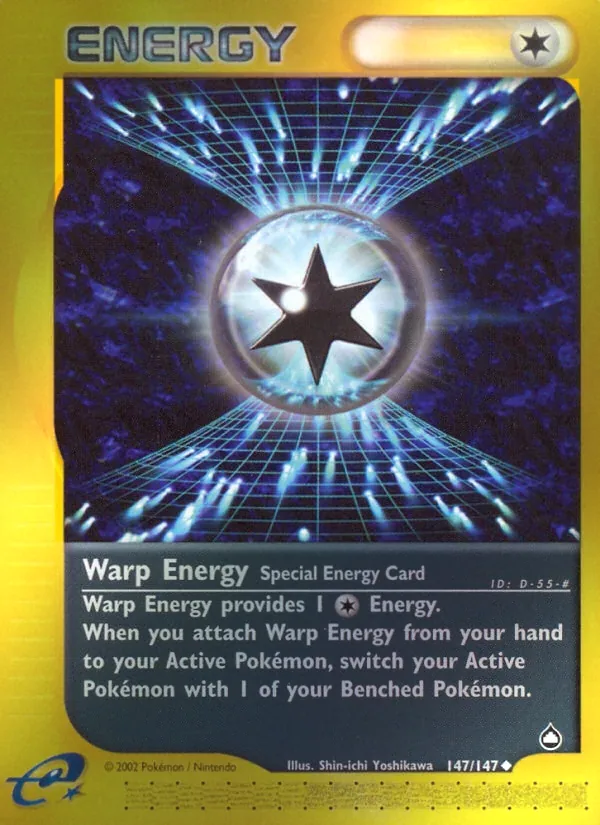 ENERGY
Warp Energy Special Energy Card
ID: D-55-#
Warp Energy provides 1 Energy.
When you attach Warp Energy from your hand
to your Active Pokémon, switch your Active
Pokémon with 1 of your Benched Pokémon.
© 2002 Pokémon / Nintendo Illus. Shin-ichi Yoshikawa 147/147
e